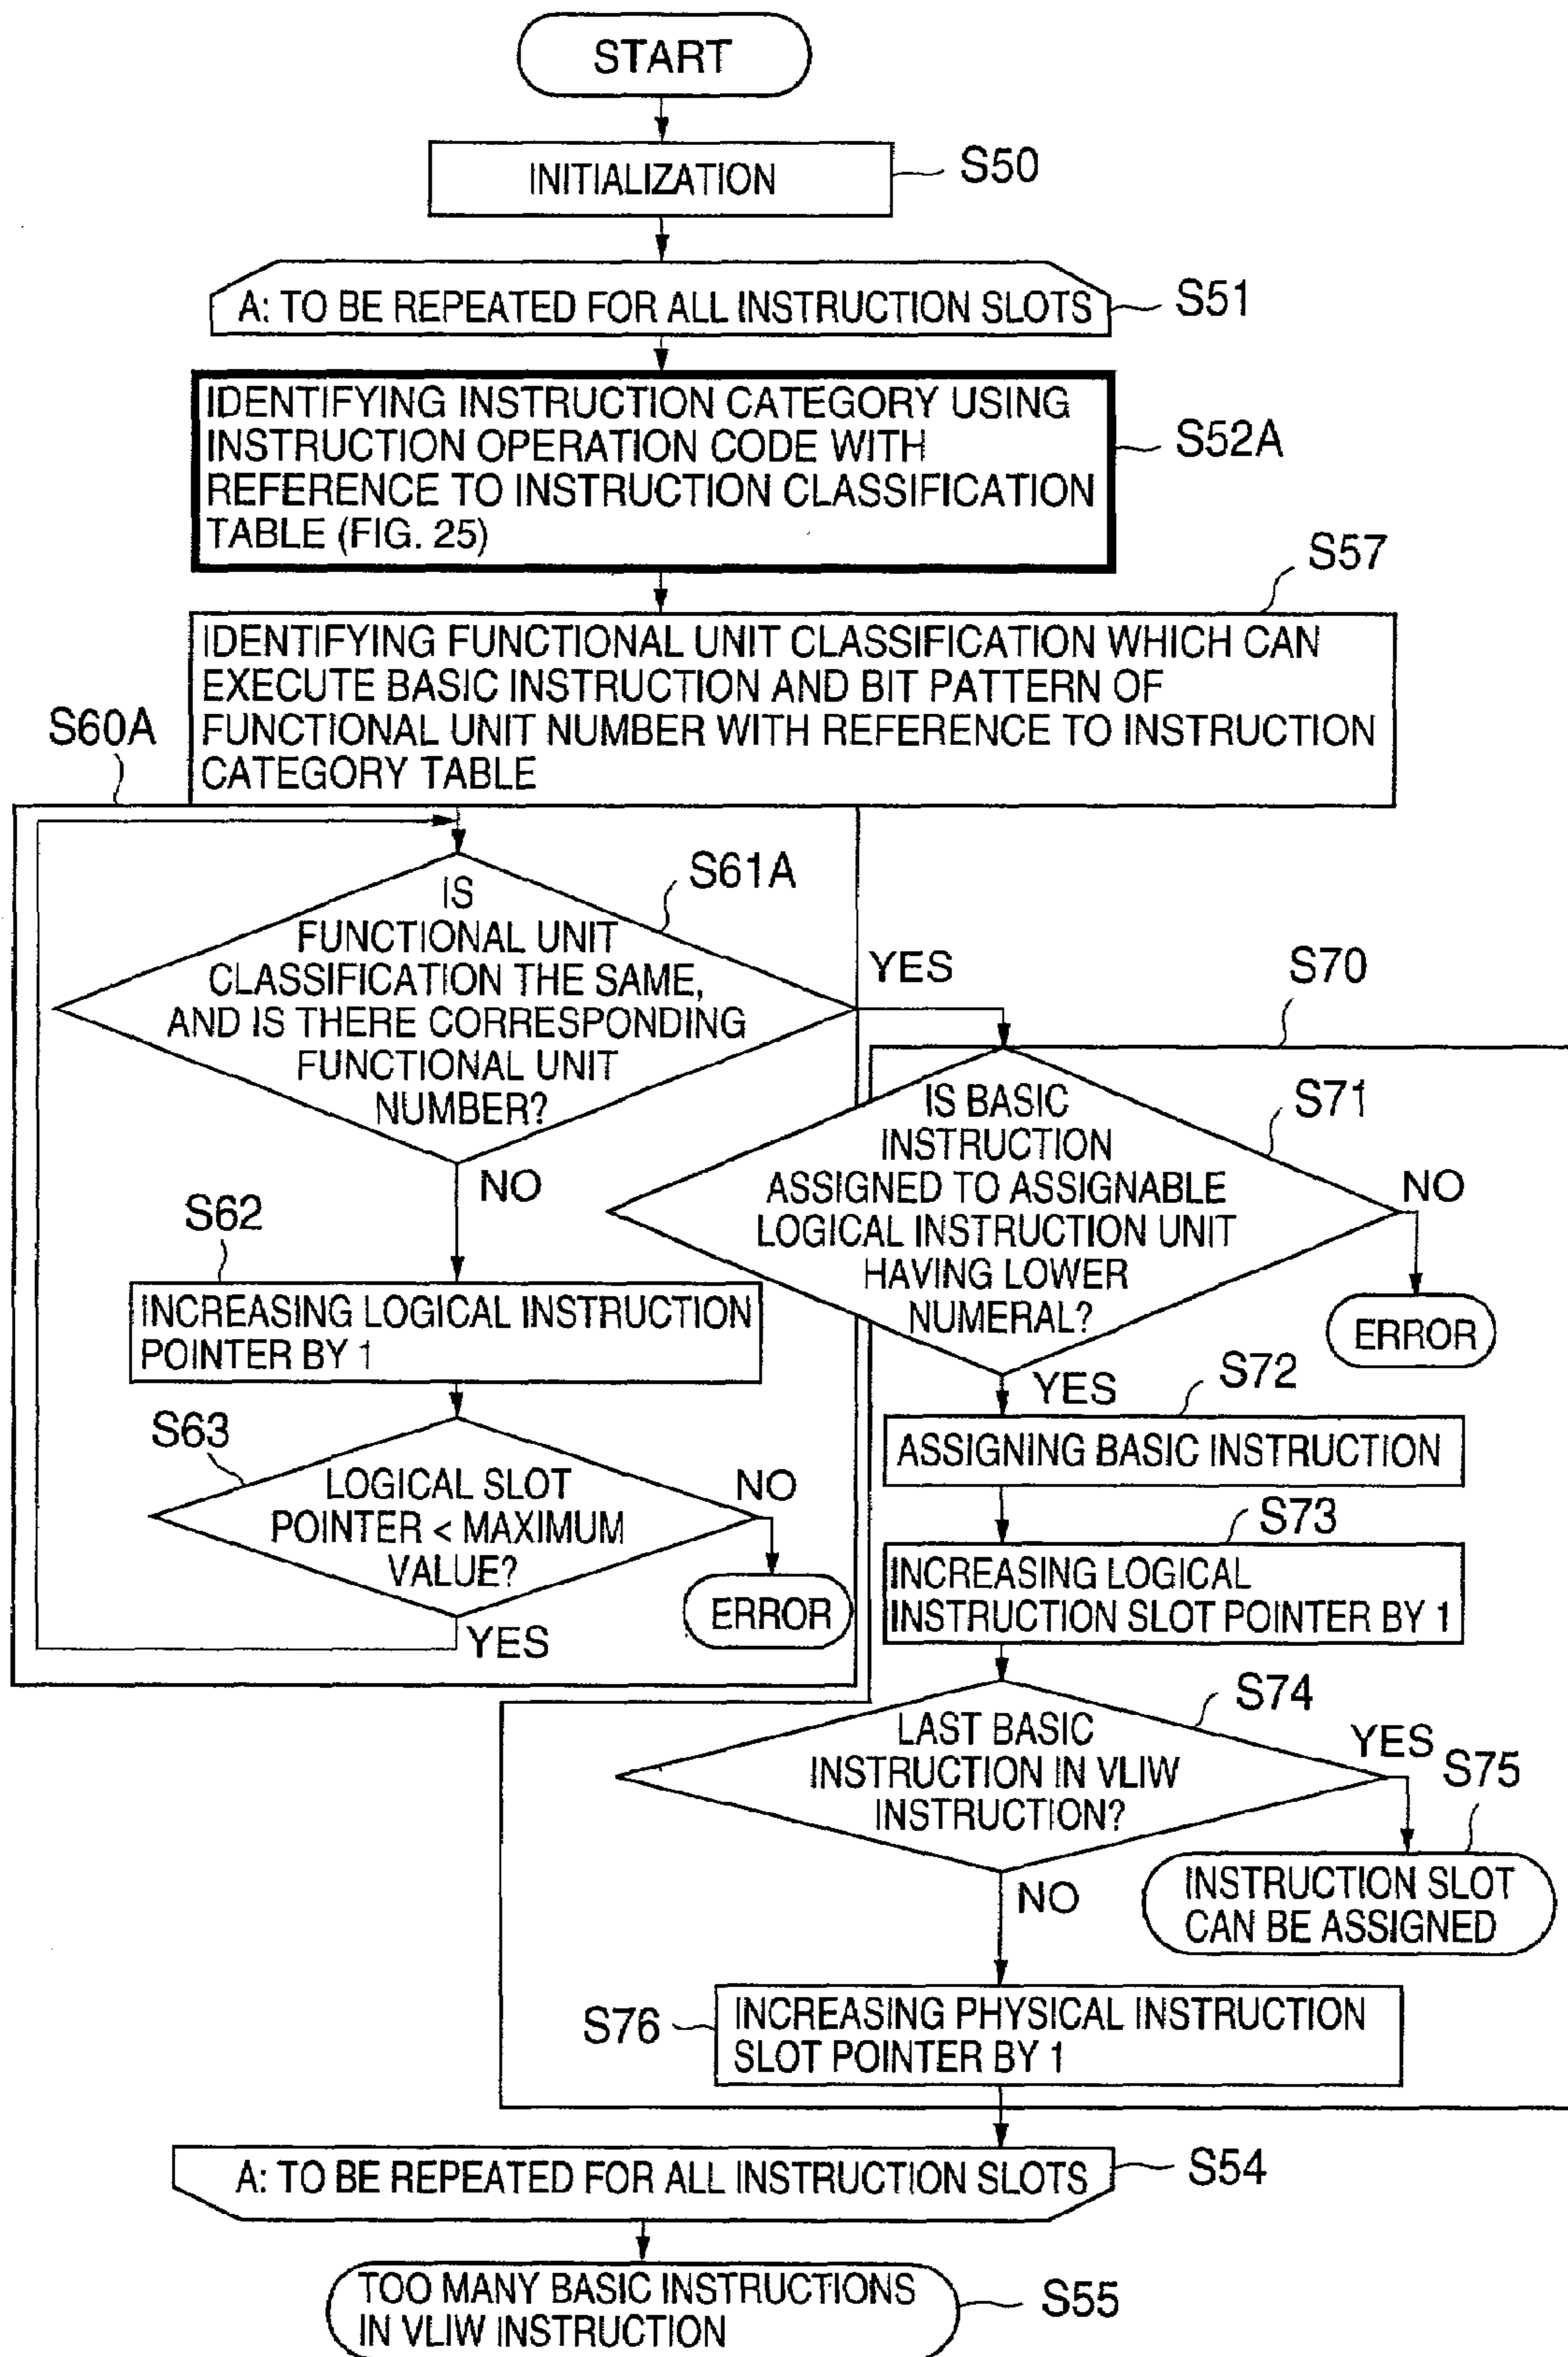 START
INITIALIZATION
S50
A: TO BE REPEATED FOR ALL INSTRUCTION SLOTS
S51
IDENTIFYING INSTRUCTION CATEGORY USING
INSTRUCTION OPERATION CODE WITH
REFERENCE TO INSTRUCTION CLASSIFICATION
TABLE (FIG. 25)
S52A
S57
IDENTIFYING FUNCTIONAL UNIT CLASSIFICATION WHICH CAN
EXECUTE BASIC INSTRUCTION AND BIT PATTERN OF
FUNCTIONAL UNIT NUMBER WITH REFERENCE TO INSTRUCTION
CATEGORY TABLE
S60A
S61A
IS
FUNCTIONAL UNIT
CLASSIFICATION THE SAME,
AND IS THERE CORRESPONDING
FUNCTIONAL UNIT
NUMBER?
YES
NO
S62
INCREASING LOGICAL INSTRUCTION
POINTER BY 1
S63
LOGICAL SLOT
POINTER < MAXIMUM
VALUE?
NO
ERROR
YES
S70
S71
IS BASIC
INSTRUCTION
ASSIGNED TO ASSIGNABLE
LOGICAL INSTRUCTION UNIT
HAVING LOWER
NUMERAL?
NO
ERROR
YES
S72
ASSIGNING BASIC INSTRUCTION
S73
INCREASING LOGICAL
INSTRUCTION SLOT POINTER BY 1
S74
LAST BASIC
INSTRUCTION IN VLIW
INSTRUCTION?
YES
S75
INSTRUCTION SLOT
CAN BE ASSIGNED
NO
S76
INCREASING PHYSICAL INSTRUCTION
SLOT POINTER BY 1
A: TO BE REPEATED FOR ALL INSTRUCTION SLOTS
S54
TOO MANY BASIC INSTRUCTIONS
IN VLIW INSTRUCTION
S55